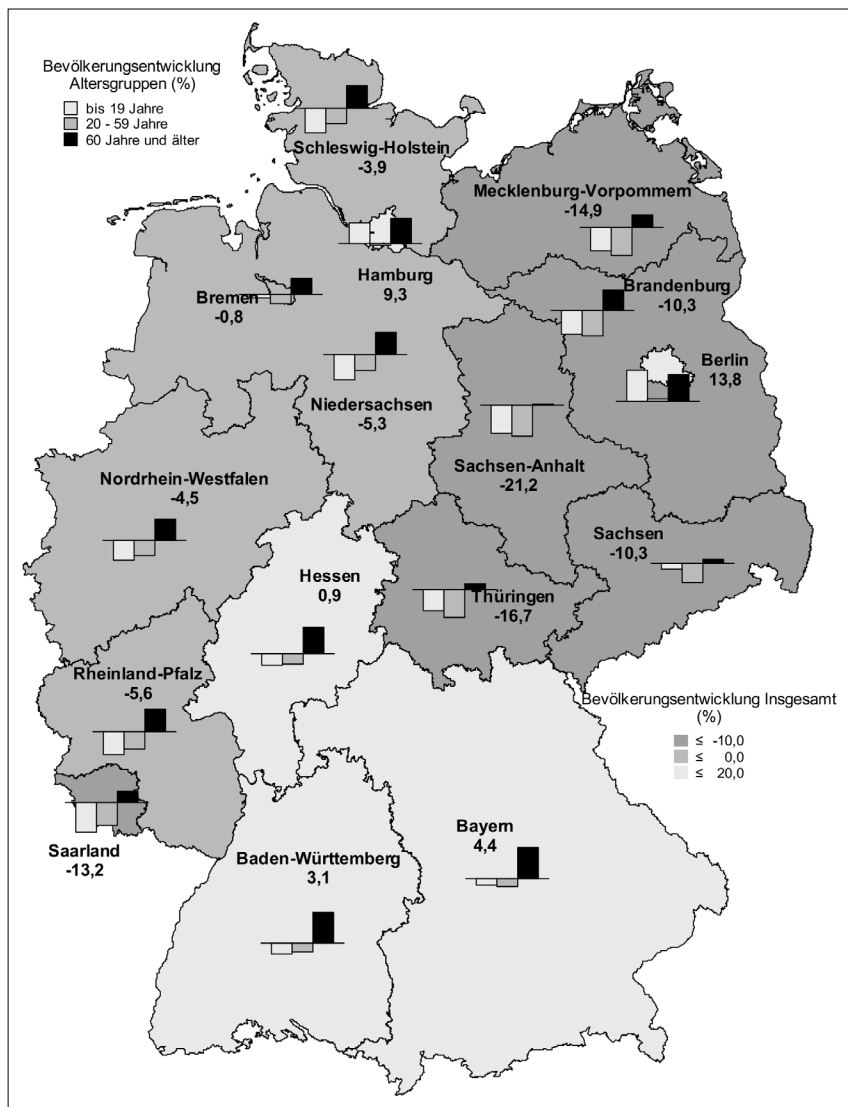 Bevölkerungsentwicklung
Altersgruppen (%)
bis 19 Jahre
20 - 59 Jahre
60 Jahre und älter
Schleswig-Holstein
-3,9
Mecklenburg-Vorpommern
-14,9
Hamburg
9,3
Bremen
-0,8
Brandenburg
-10,3
Berlin
13,8
Niedersachsen
-5,3
Sachsen-Anhalt
-21,2
Nordrhein-Westfalen
-4,5
Sachsen
-10,3
Hessen
0,9
Thüringen
-16,7
Rheinland-Pfalz
-5,6
Bevölkerungsentwicklung Insgesamt
(%)
≤ -10,0
≤ 0,0
≤ 20,0
Saarland
-13,2
Baden-Württemberg
3,1
Bayern
4,4